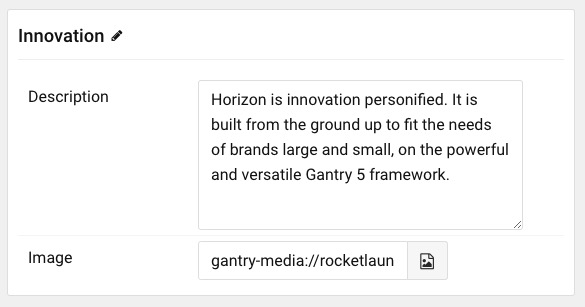 Innovation
Description
Horizon is innovation personified. It is
built from the ground up to fit the needs
of brands large and small, on the powerful
and versatile Gantry 5 framework.
Image
gantry-media://rocketlaun